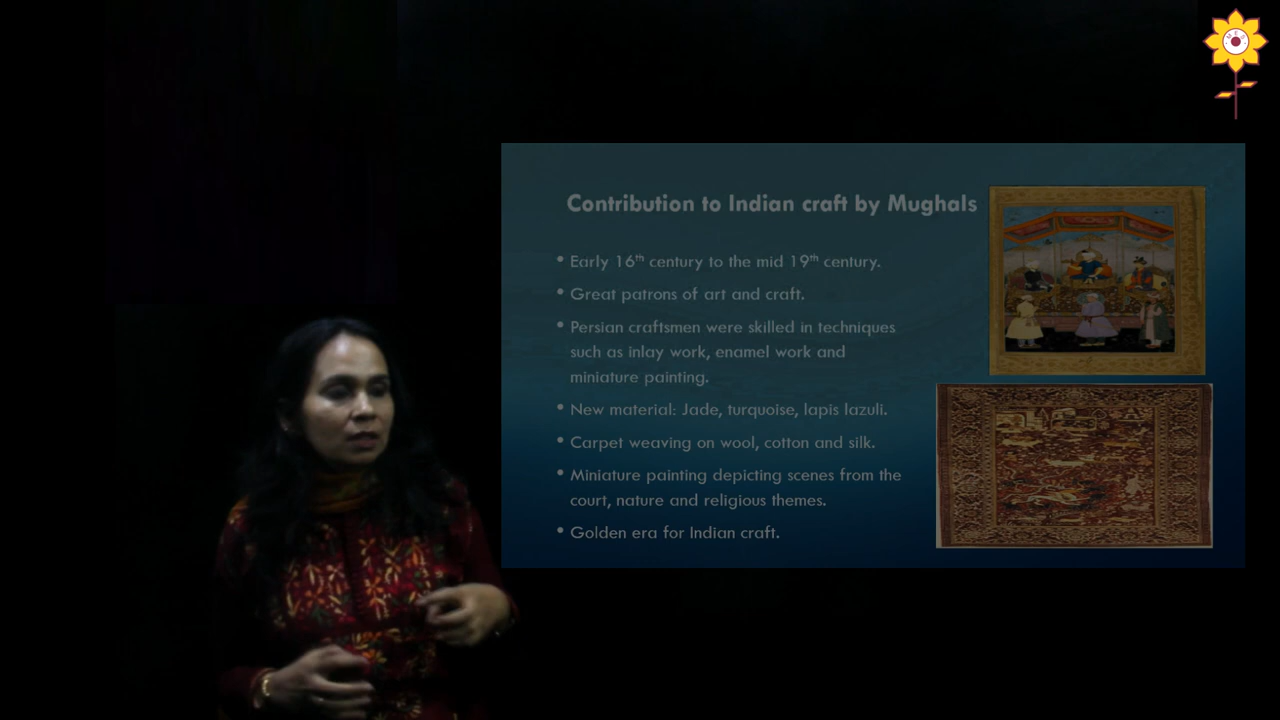 Contribution to Indian craft by Mughals
• Early 16th century to the mid 19th century.
• Great patrons of art and craft.
• Persian craftsmen were skilled in techniques
such as inlay work, enamel work and
miniature painting.
• New material: Jade, turquoise, lapis lazuli.
• Carpet weaving on wool, cotton and silk.
• Miniature painting depicting scenes from the
court, nature and religious themes.
• Golden era for Indian craft.